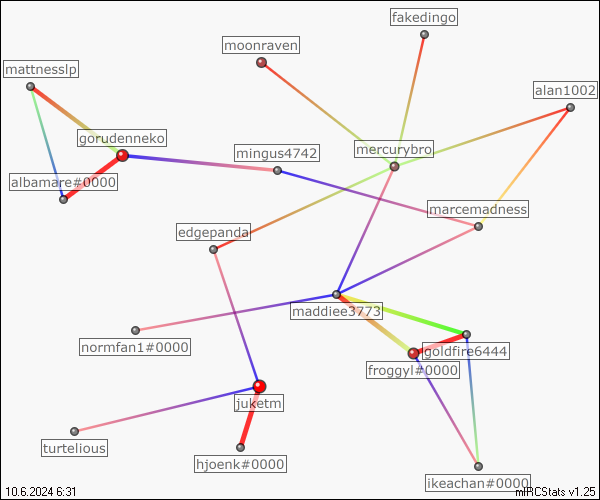 fakedingo
moonraven
mattnesslp
alan1002
gorudenneko
mingus4742
mercurybro
albamare#0000
marcemadness
edgepanda
maddiee3773
normfan1#0000
goldfire6444
froggyl#0000
juketm
turtelious
hjoenk#0000
ikeachan#0000
10.6.2024 6:31
mIRCStats v1.25